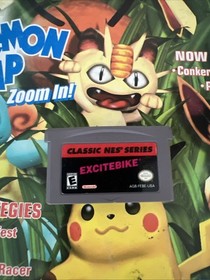 MON
AP
Zoom In!
NOW
• Conker
CLASSIC NES SERIES
EXCITEBIKE
E
Nintendo
AGB-FEBE-USA
EGIES
est
Racer